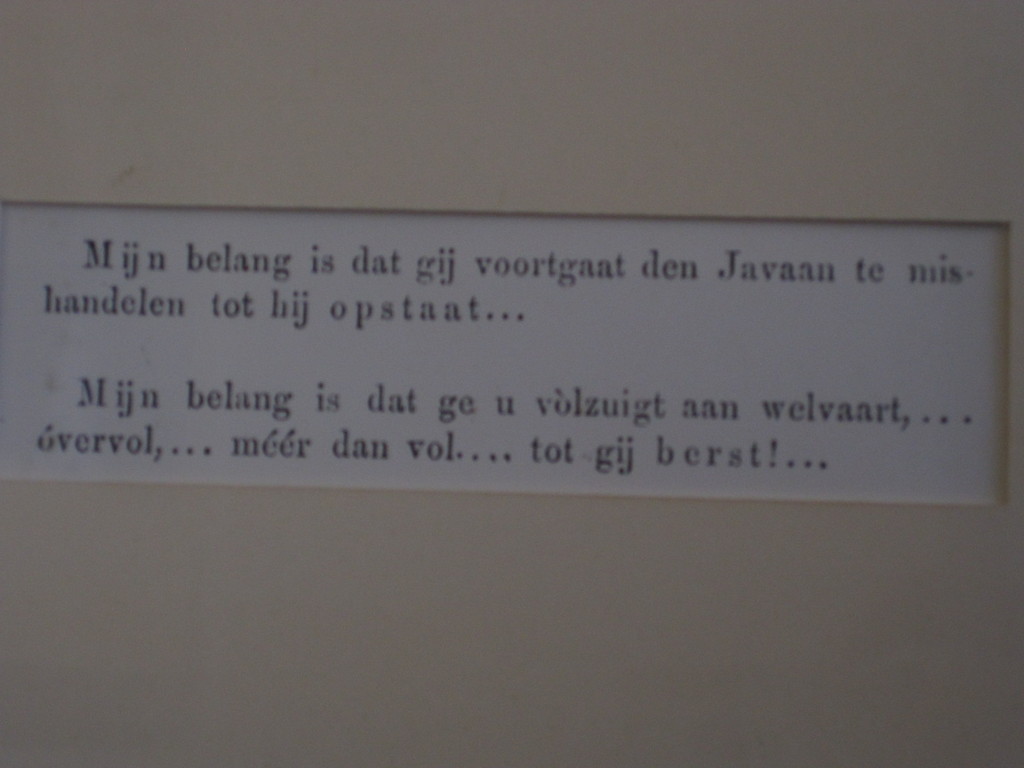 Mijn belang is dat gij voortgaat den Javaan te mis-
handelen tot hij opstaat...
Mijn belang is dat ge u vòlzuigt aan welvaart,...
óvervol,... méér dan vol.... tot gij berst!...